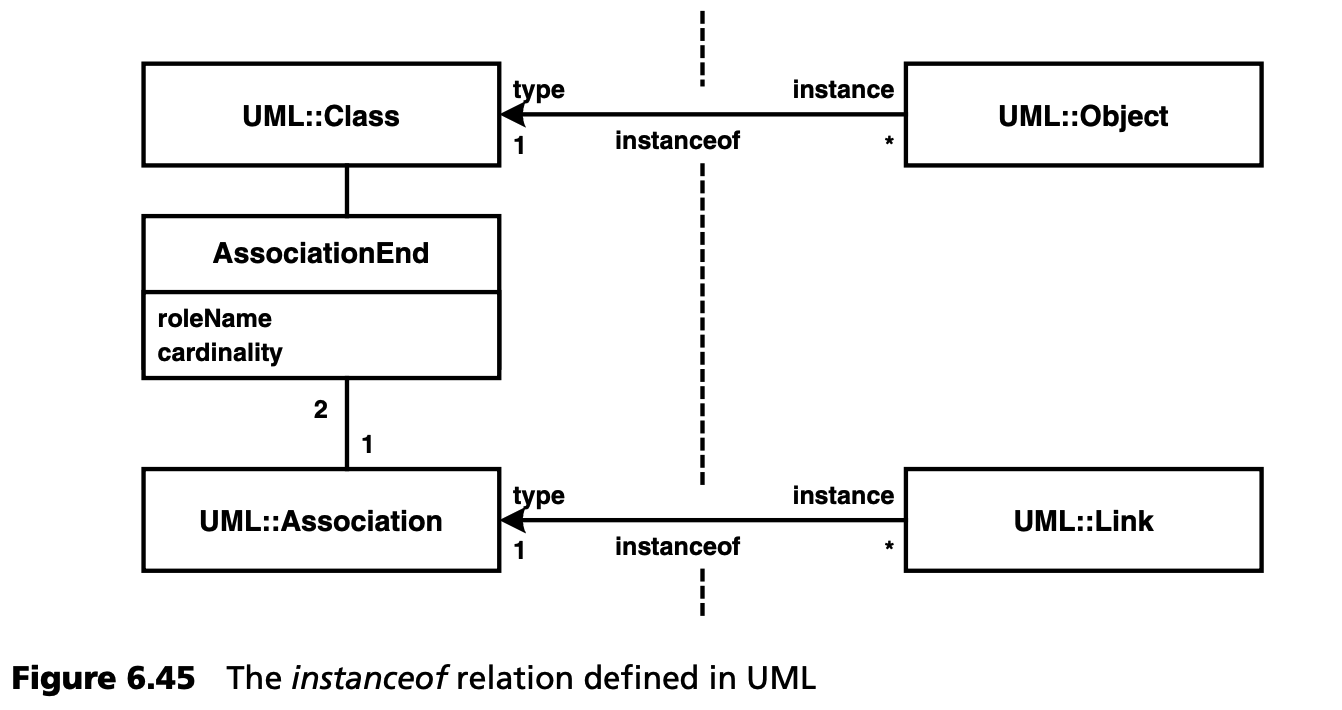 UML::Class
type
1
instanceof
instance
*
UML::Object
AssociationEnd
roleName
cardinality
2
1
UML::Association
type
1
instanceof
instance
*
UML::Link
Figure 6.45 The instanceof relation defined in UML